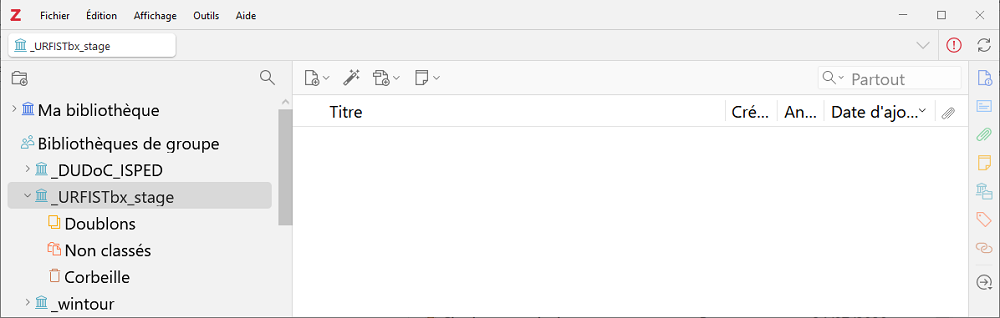 Z Fichier Édition Affichage Outils Aide
_URFISTbx_stage
Partout
Ma bibliothèque
Titre Cré... An... Date d'ajo...
Bibliothèques de groupe
_DUDoC_ISPED
_URFISTbx_stage
Doublons
Non classés
Corbeille
_wintour